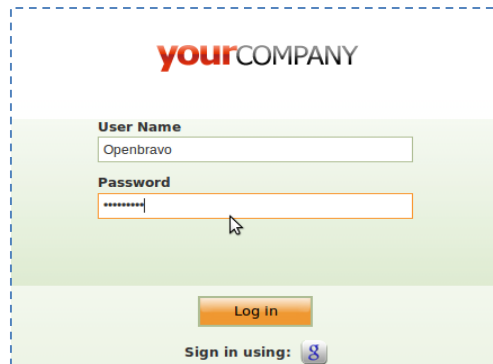 yourCOMPANY
User Name
Openbravo
Password
•••••••••
Log in
Sign in using: g